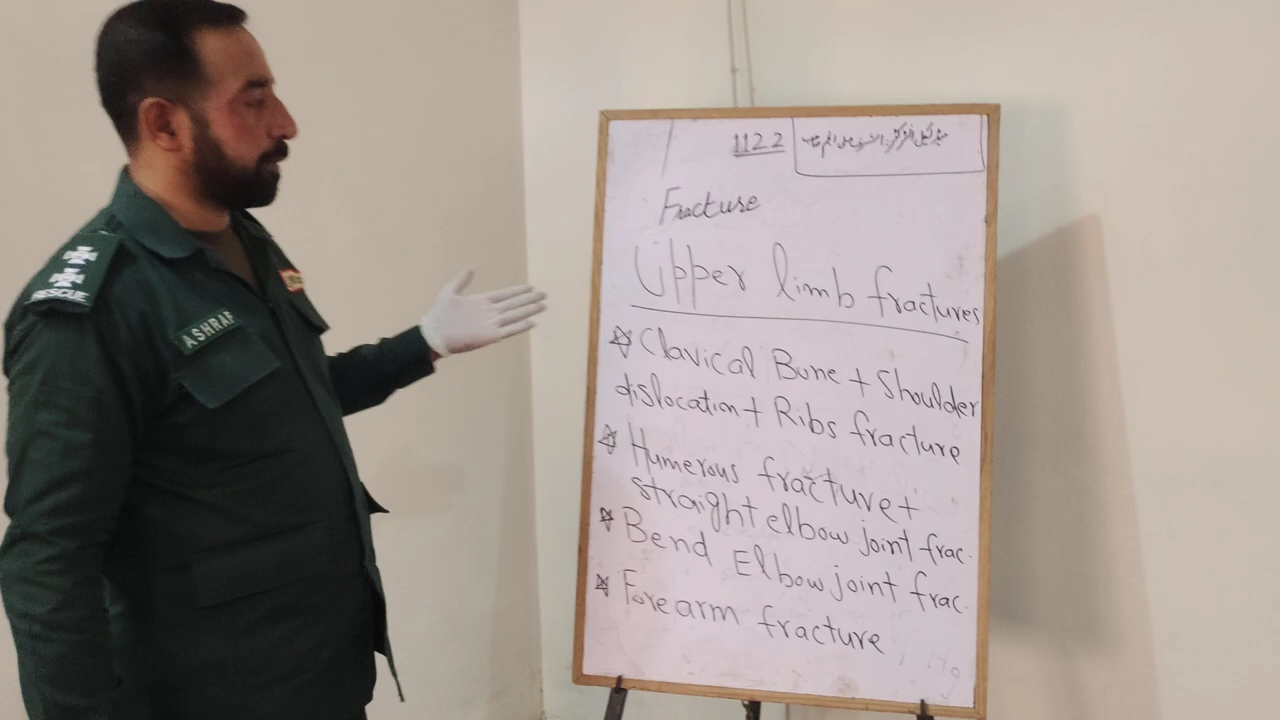 RESCUE
ASHRAF
1122
Fracture
Upper limb fractures
Clavical Bone + Shoulder
dislocation + Ribs fracture
Humerous fracture +
straight elbow joint frac.
Bend Elbow joint frac.
Forearm fracture
Hg